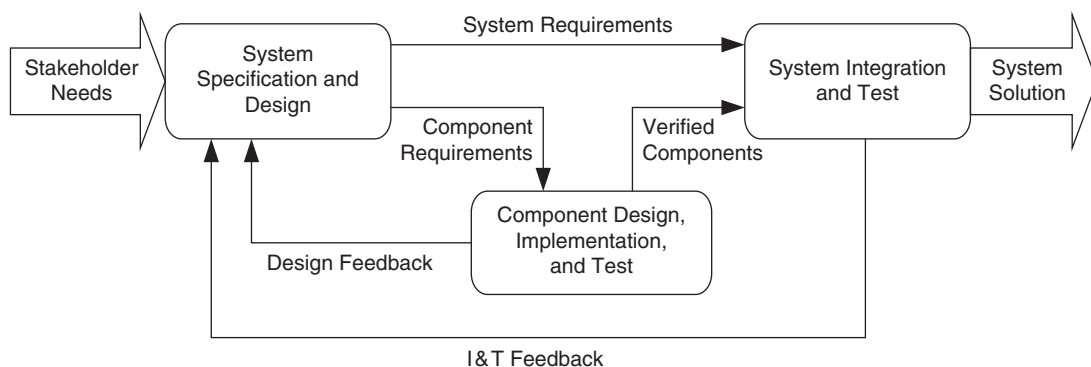 System Requirements
Stakeholder
Needs
System
Specification and
Design
System Integration
and Test
System
Solution
Component
Requirements
Verified
Components
Component Design,
Implementation,
and Test
Design Feedback
I&T Feedback